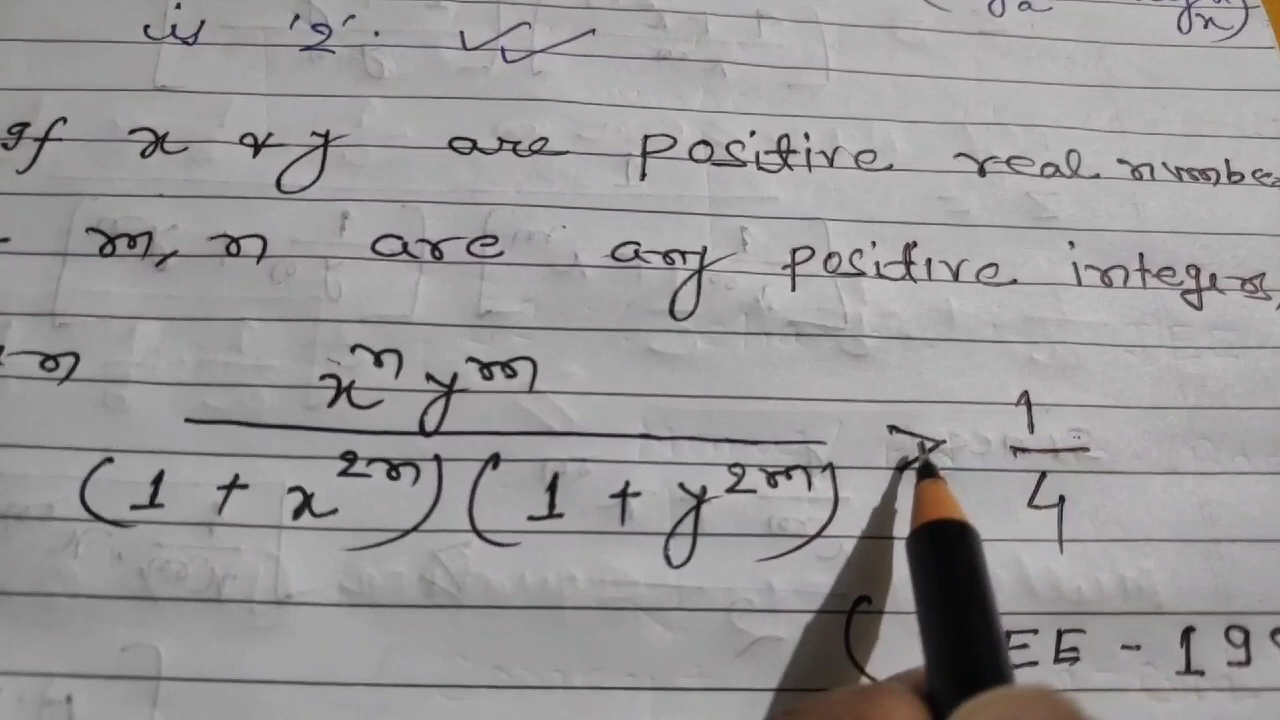 is '2'.
If x & y are positive real numbe
m, n are any positive integers,
n x^n y^m / (1 + x^2n) (1 + y^2m) > 1/4
( EE - 19